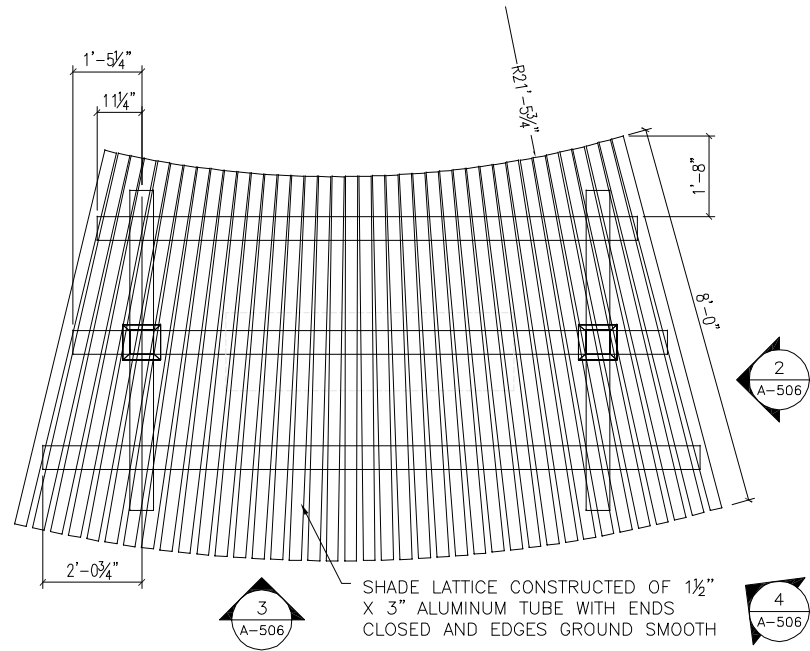 1'-5¼"
11¼"
R21'-5¾"
1'-8"
8'-0"
2
A-506
2'-0¾"
3
A-506
SHADE LATTICE CONSTRUCTED OF 1½"
X 3" ALUMINUM TUBE WITH ENDS
CLOSED AND EDGES GROUND SMOOTH
4
A-506